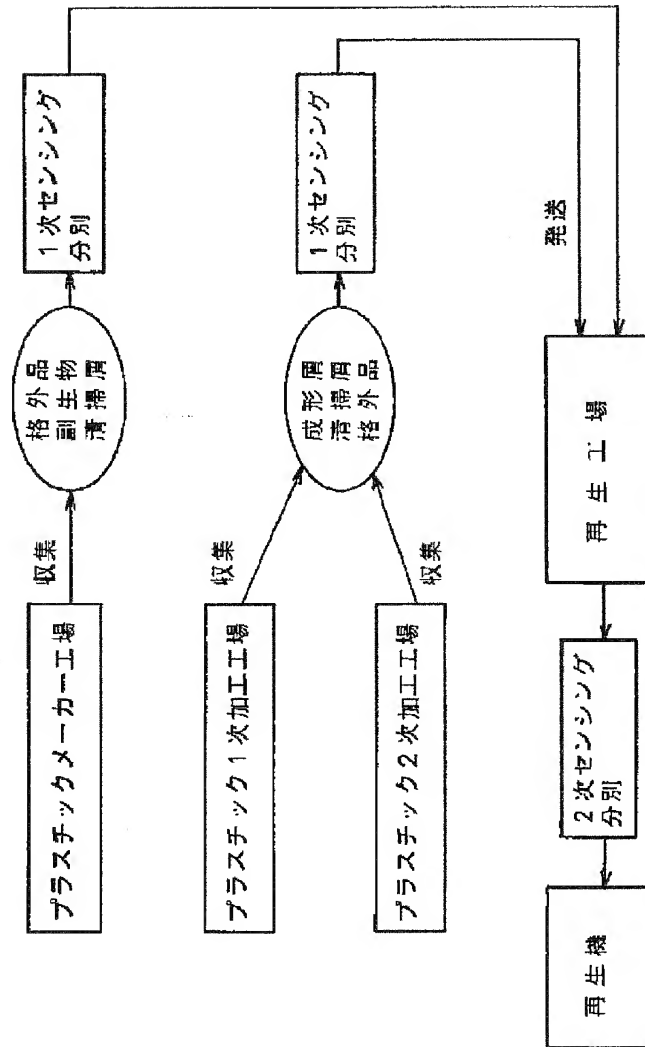 プラスチックメーカー工場
収集
格外品
副生物
清掃屑
1次センシング
分別
プラスチック1次加工工場
収集
プラスチック2次加工工場
収集
成形屑
清掃屑
格外品
1次センシング
分別
発送
再生工場
2次センシング
分別
再生機